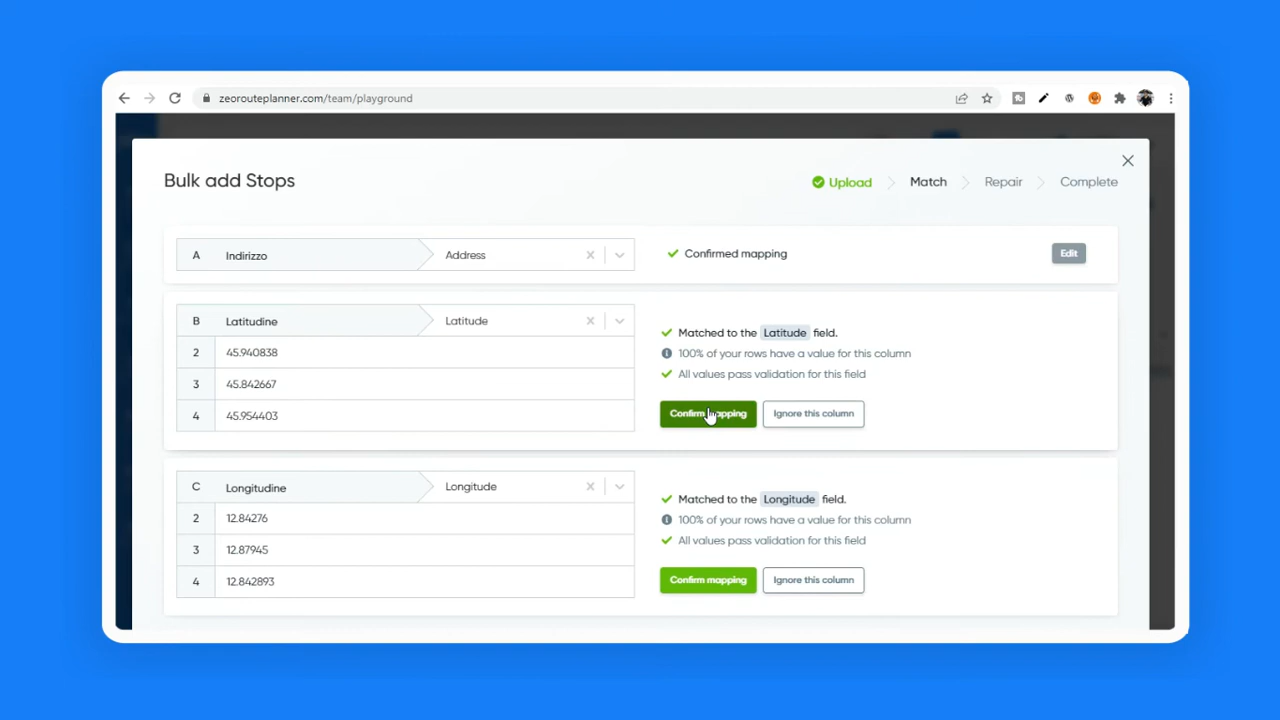 zeorouteplanner.com/team/playground
Bulk add Stops
Upload
Match
Repair
Complete
A Indirizzo Address
Confirmed mapping
Edit
B Latitudine Latitude
2 45.940838
3 45.842667
4 45.954403
Matched to the Latitude field.
100% of your rows have a value for this column
All values pass validation for this field
Confirm mapping
Ignore this column
C Longitudine Longitude
2 12.84276
3 12.87945
4 12.842893
Matched to the Longitude field.
100% of your rows have a value for this column
All values pass validation for this field
Confirm mapping
Ignore this column